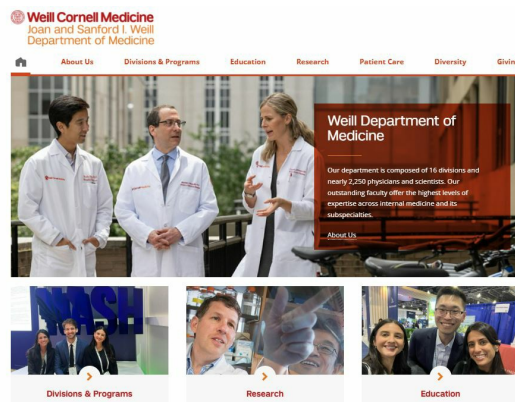 Weill Cornell Medicine
Joan and Sanford I. Weill
Department of Medicine
About Us Divisions & Programs Education Research Patient Care Diversity Givin
Weill Department of
Medicine
Our department is composed of 16 divisions and
nearly 2,250 physicians and scientists. Our
outstanding faculty offer the highest levels of
expertise across internal medicine and its
subspecialties.
About Us
ASH
Divisions & Programs Research Education